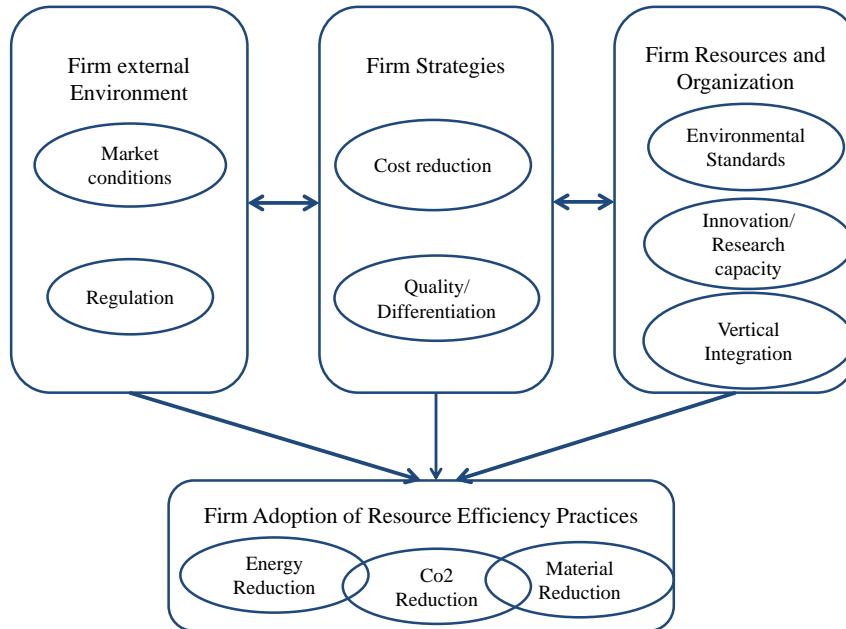 Firm external
Environment
Market
conditions
Regulation
Firm Strategies
Cost reduction
Quality/
Differentiation
Firm Resources and
Organization
Environmental
Standards
Innovation/
Research
capacity
Vertical
Integration
Firm Adoption of Resource Efficiency Practices
Energy
Reduction
Co2
Reduction
Material
Reduction